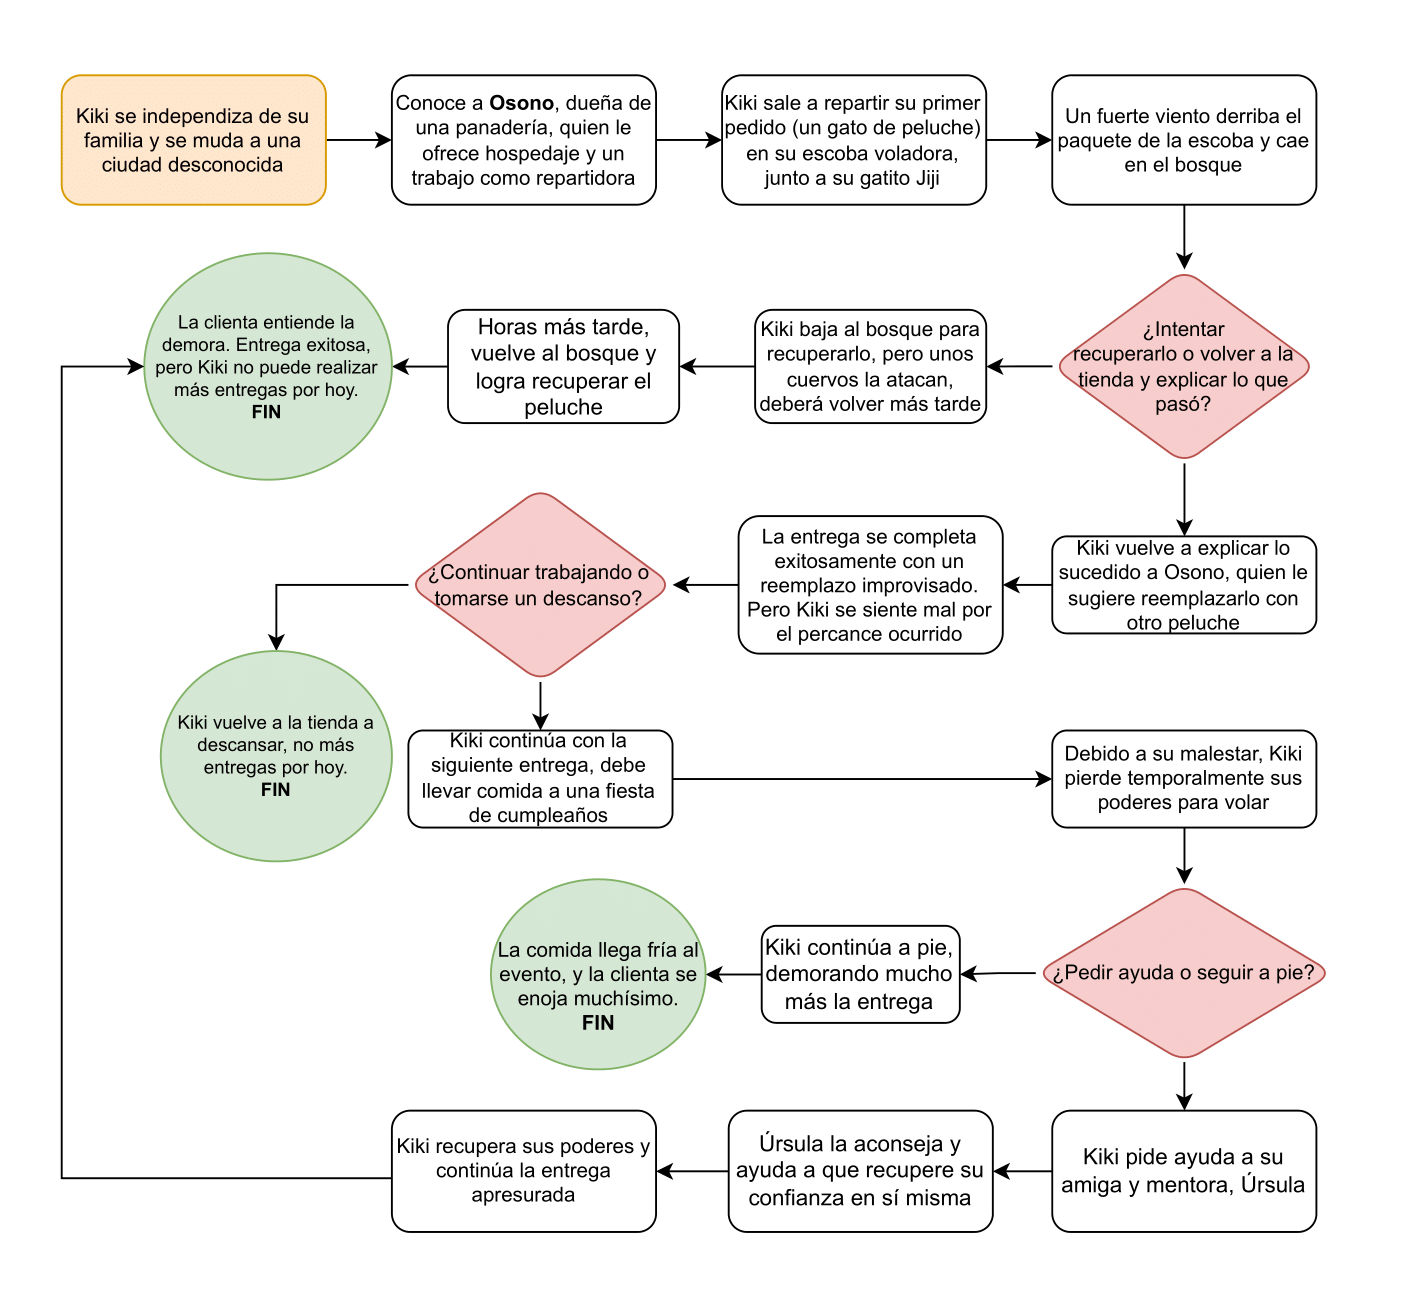 Kiki se independiza de su
familia y se muda a una
ciudad desconocida
Conoce a Osono, dueña de
una panadería, quien le
ofrece hospedaje y un
trabajo como repartidora
Kiki sale a repartir su primer
pedido (un gato de peluche)
en su escoba voladora,
junto a su gatito Jiji
Un fuerte viento derriba el
paquete de la escoba y cae
en el bosque
¿Intentar
recuperarlo o volver a la
tienda y explicar lo que
pasó?
Kiki baja al bosque para
recuperarlo, pero unos
cuervos la atacan,
deberá volver más tarde
Horas más tarde,
vuelve al bosque y
logra recuperar el
peluche
La clienta entiende la
demora. Entrega exitosa,
pero Kiki no puede realizar
más entregas por hoy.
FIN
Kiki vuelve a explicar lo
sucedido a Osono, quien le
sugiere reemplazarlo con
otro peluche
La entrega se completa
exitosamente con un
reemplazo improvisado.
Pero Kiki se siente mal por
el percance ocurrido
¿Continuar trabajando o
tomarse un descanso?
Kiki vuelve a la tienda a
descansar, no más
entregas por hoy.
FIN
Kiki continúa con la
siguiente entrega, debe
llevar comida a una fiesta
de cumpleaños
Debido a su malestar, Kiki
pierde temporalmente sus
poderes para volar
¿Pedir ayuda o seguir a pie?
Kiki continúa a pie,
demorando mucho
más la entrega
La comida llega fría al
evento, y la clienta se
enoja muchísimo.
FIN
Kiki pide ayuda a su
amiga y mentora, Úrsula
Úrsula la aconseja y
ayuda a que recupere su
confianza en sí misma
Kiki recupera sus poderes y
continúa la entrega
apresurada